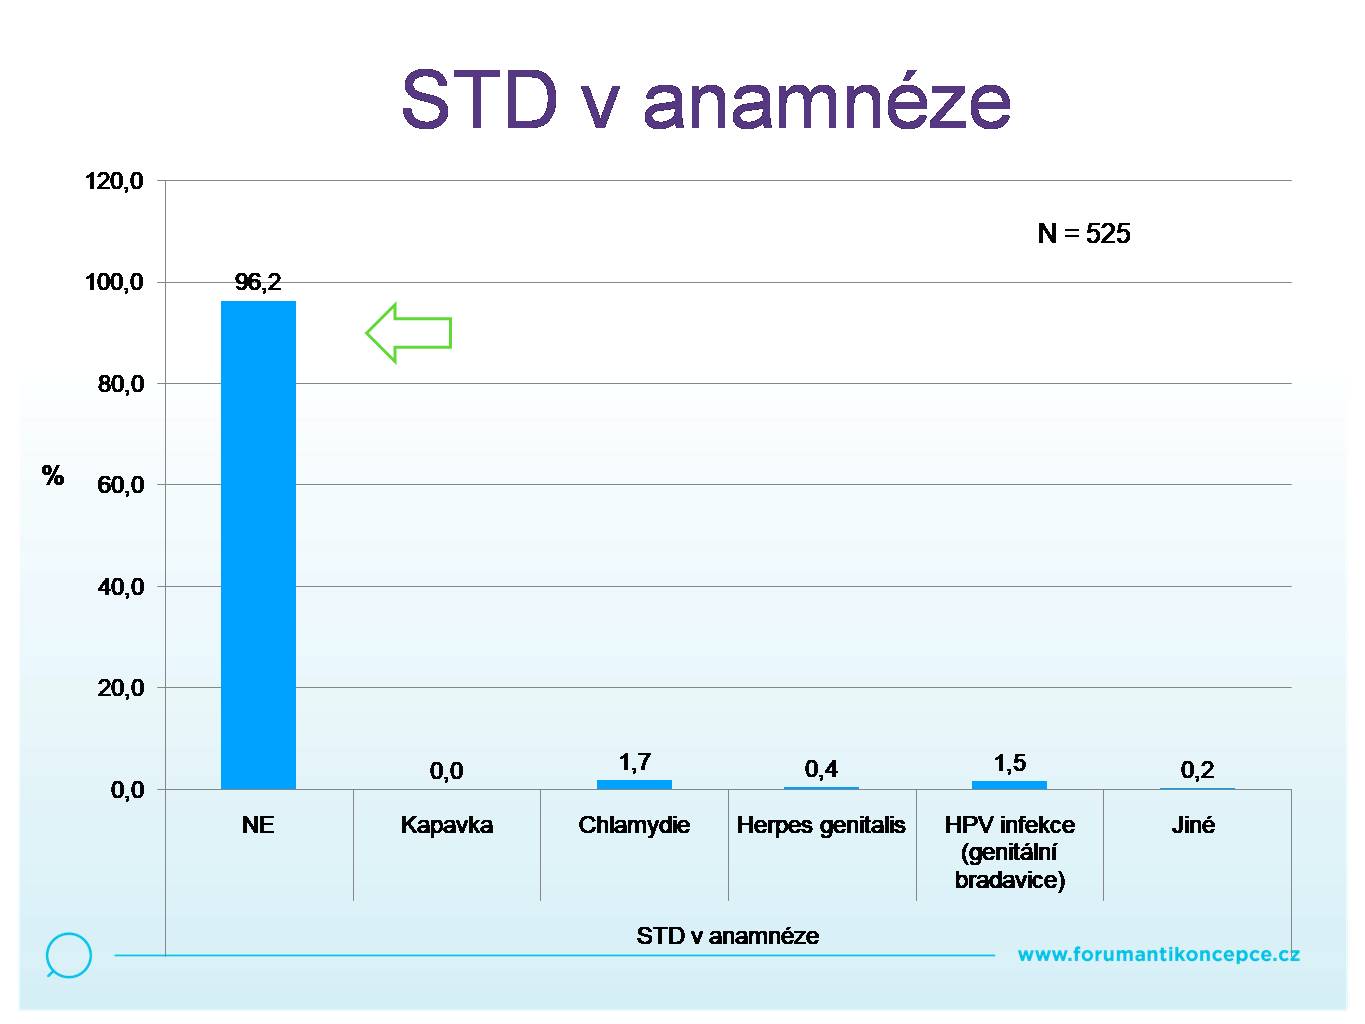 STD v anamnéze
120,0
N = 525
100,0
96,2
80,0
%
60,0
40,0
20,0
0,0
0,0
1,7
0,4
1,5
0,2
NE
Kapavka
Chlamydie
Herpes genitalis
HPV infekce
(genitální
bradavice)
Jiné
STD v anamnéze
www.forumantikoncepce.cz